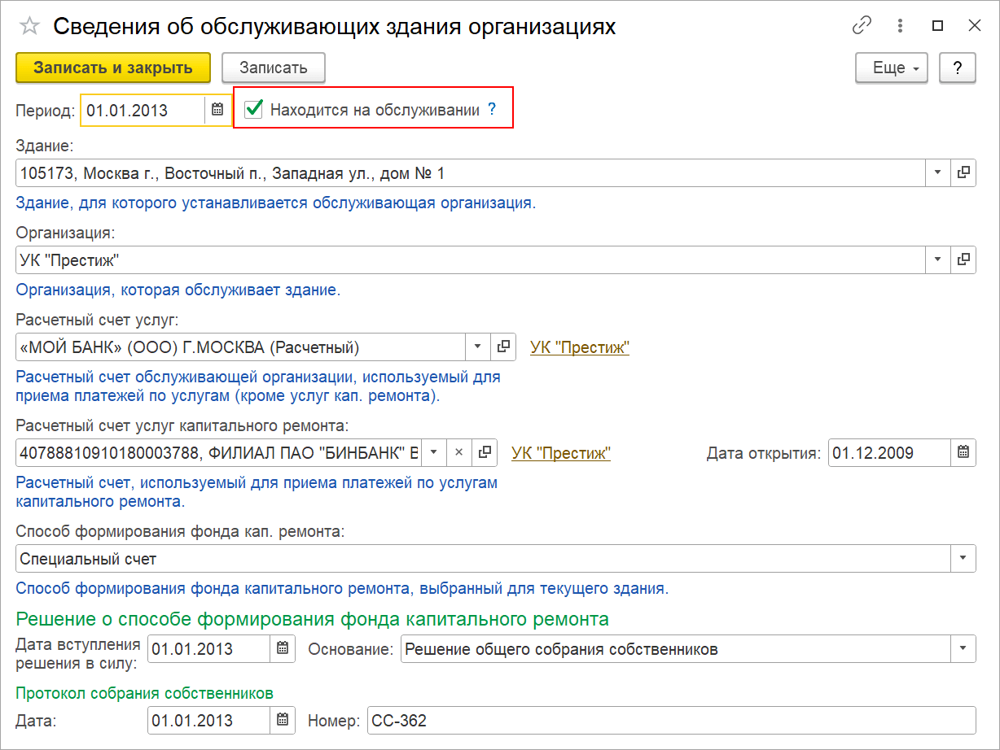 Сведения об обслуживающих здания организациях
Записать и закрыть Записать Еще ?
Период: 01.01.2013 Находится на обслуживании ?
Здание:
105173, Москва г., Восточный п., Западная ул., дом № 1
Здание, для которого устанавливается обслуживающая организация.
Организация:
УК "Престиж"
Организация, которая обслуживает здание.
Расчетный счет услуг:
«МОЙ БАНК» (ООО) Г.МОСКВА (Расчетный) УК "Престиж"
Расчетный счет обслуживающей организации, используемый для
приема платежей по услугам (кроме услуг кап. ремонта).
Расчетный счет услуг капитального ремонта:
40788810910180003788, ФИЛИАЛ ПАО "БИНБАНК" В УК "Престиж" Дата открытия: 01.12.2009
Расчетный счет, используемый для приема платежей по услугам
капитального ремонта.
Способ формирования фонда кап. ремонта:
Специальный счет
Способ формирования фонда капитального ремонта, выбранный для текущего здания.
Решение о способе формирования фонда капитального ремонта
Дата вступления
решения в силу: 01.01.2013 Основание: Решение общего собрания собственников
Протокол собрания собственников
Дата: 01.01.2013 Номер: СС-362